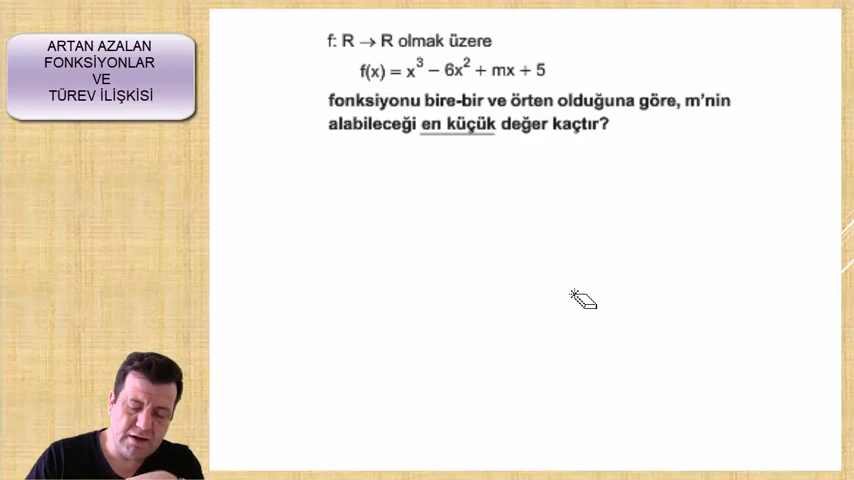 ARTAN AZALAN
FONKSİYONLAR
VE
TÜREV İLİŞKİSİ
f: R → R olmak üzere
f(x) = x³ − 6x² + mx + 5
fonksiyonu bire-bir ve örten olduğuna göre, m'nin
alabileceği en küçük değer kaçtır?